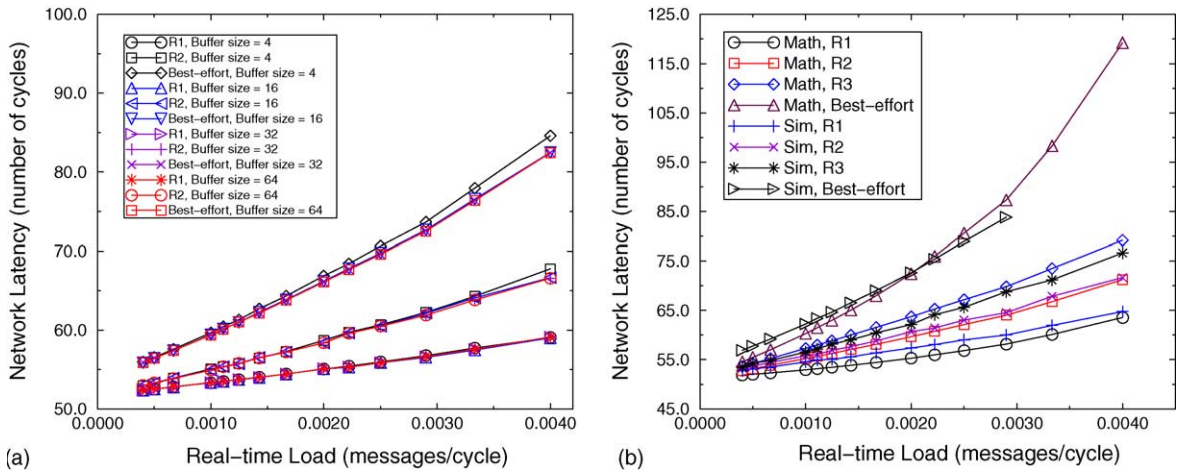 100.0
90.0
80.0
70.0
60.0
50.0
Network Latency (number of cycles)
R1, Buffer size = 4
R2, Buffer size = 4
Best-effort, Buffer size = 4
R1, Buffer size = 16
R2, Buffer size = 16
Best-effort, Buffer size = 16
R1, Buffer size = 32
R2, Buffer size = 32
Best-effort, Buffer size = 32
R1, Buffer size = 64
R2, Buffer size = 64
Best-effort, Buffer size = 64
0.0000 0.0010 0.0020 0.0030 0.0040
(a) Real-time Load (messages/cycle)
125.0
115.0
105.0
95.0
85.0
75.0
65.0
55.0
45.0
Network Latency (number of cycles)
Math, R1
Math, R2
Math, R3
Math, Best-effort
Sim, R1
Sim, R2
Sim, R3
Sim, Best-effort
0.0000 0.0010 0.0020 0.0030 0.0040
(b) Real-time Load (messages/cycle)